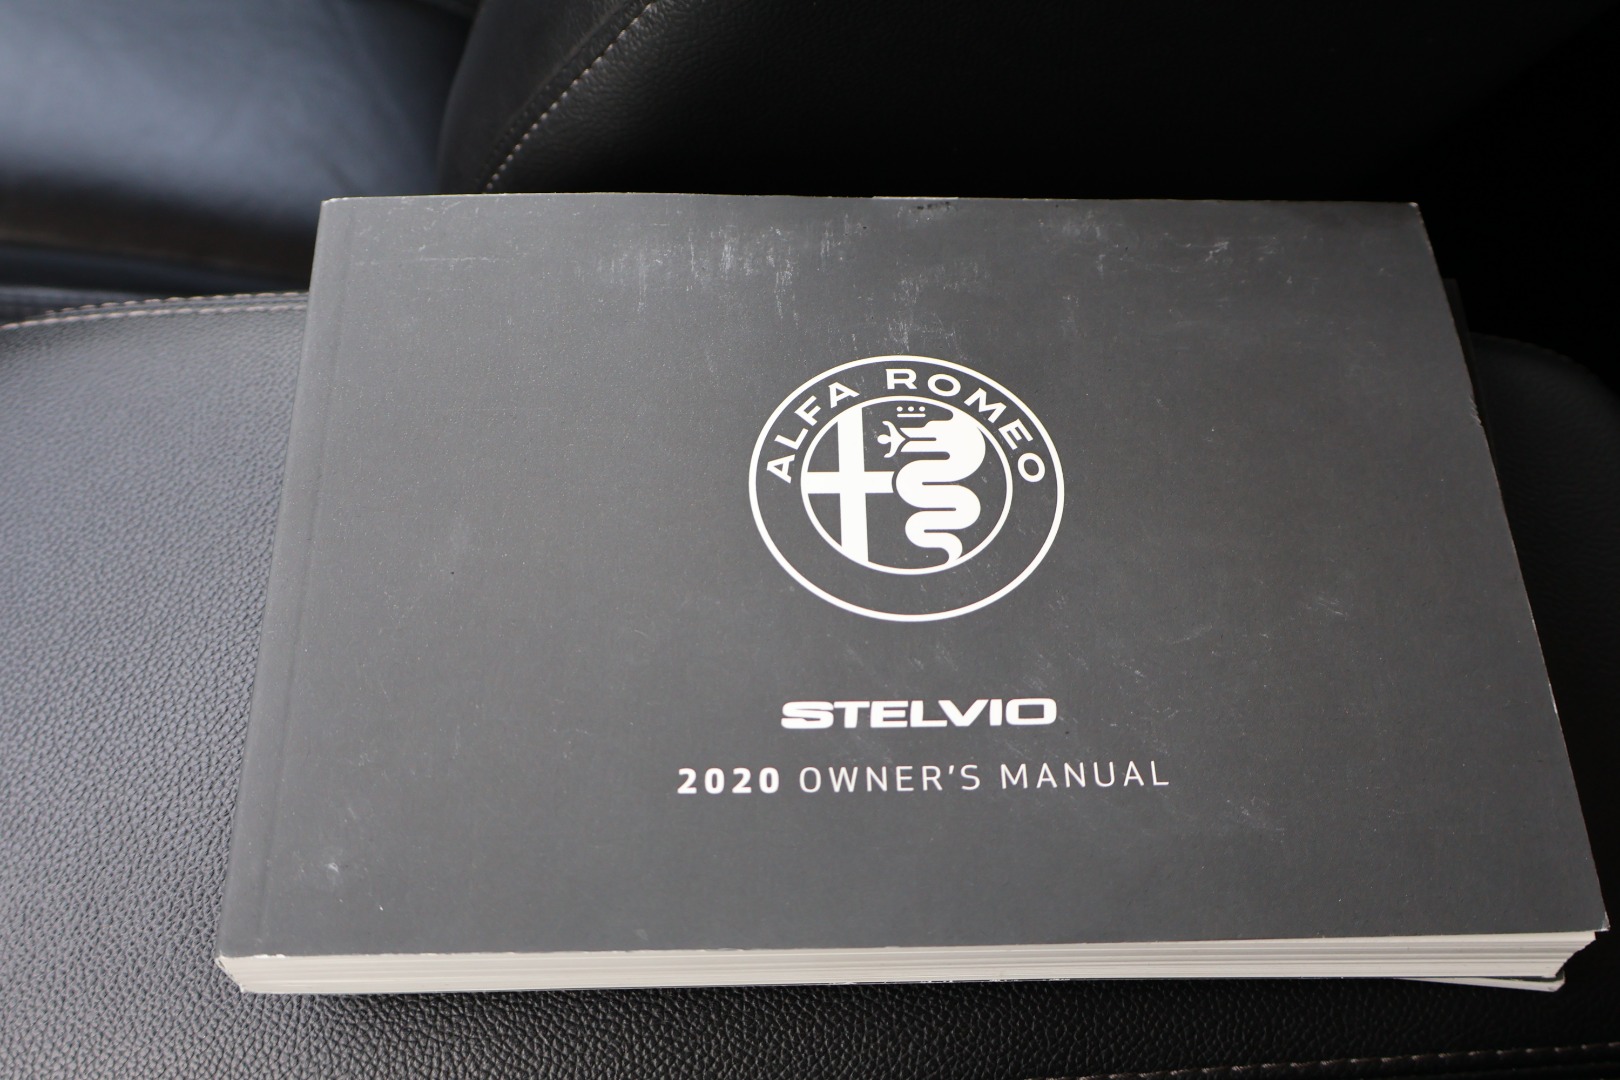 ALFA ROMEO
STELVIO
2020 OWNER'S MANUAL